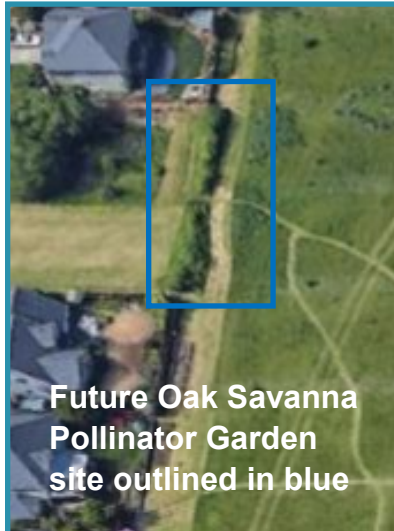 Future Oak Savanna
Pollinator Garden
site outlined in blue